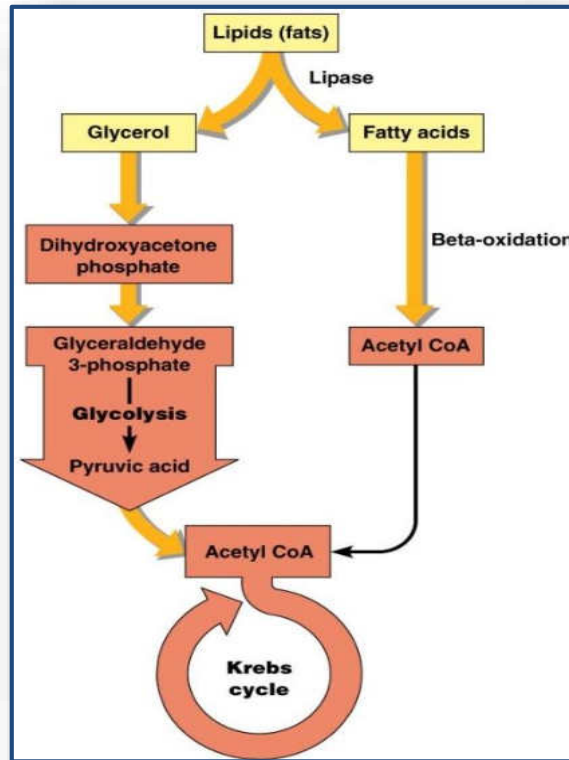 Lipids (fats)
Lipase
Glycerol
Fatty acids
Dihydroxyacetone
phosphate
Beta-oxidation
Glyceraldehyde
3-phosphate
Glycolysis
Pyruvic acid
Acetyl CoA
Acetyl CoA
Krebs
cycle